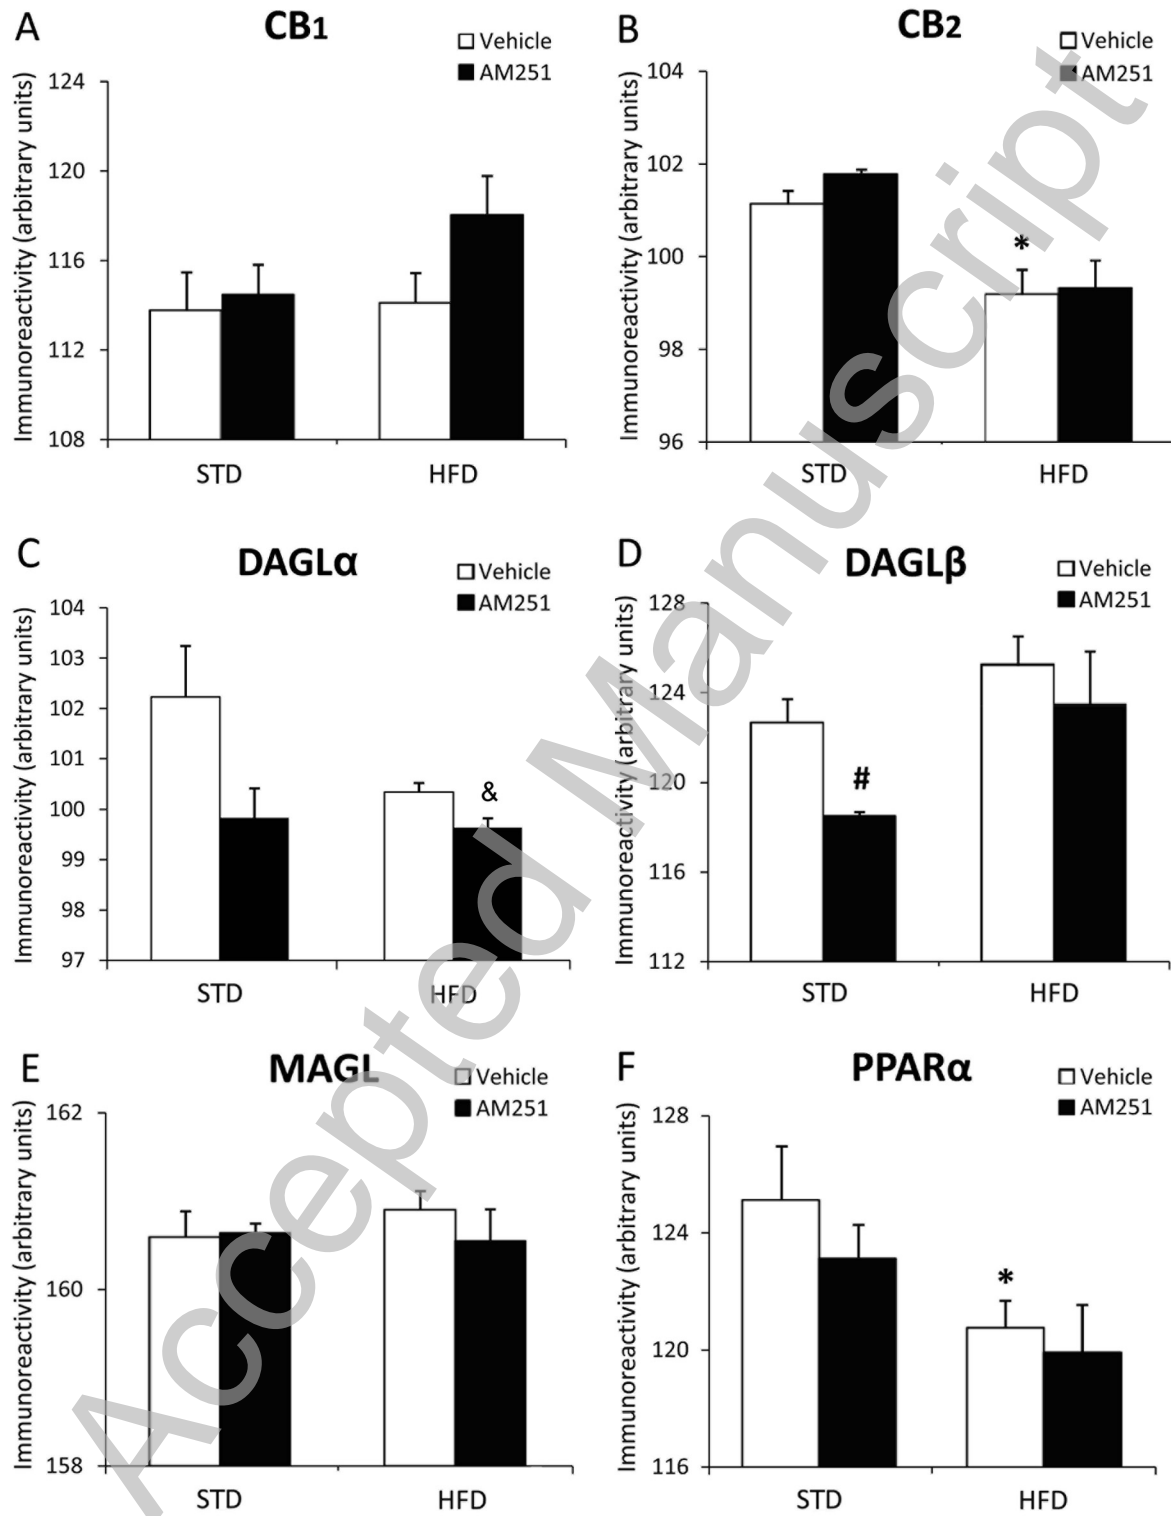 A
CB1
Vehicle
AM251
Immunoreactivity (arbitrary units)
124
120
116
112
108
STD HFD
B
CB2
Vehicle
AM251
Immunoreactivity (arbitrary units)
104
102
100
98
96
*
STD HFD
C
DAGLα
Vehicle
AM251
Immunoreactivity (arbitrary units)
104
103
102
101
100
99
98
97
&
STD HFD
D
DAGLβ
Vehicle
AM251
Immunoreactivity (arbitrary units)
128
124
120
116
112
#
STD HFD
E
MAGL
Vehicle
AM251
Immunoreactivity (arbitrary units)
162
160
158
STD HFD
F
PPARα
Vehicle
AM251
Immunoreactivity (arbitrary units)
128
124
120
116
*
STD HFD
Accepted Manuscript